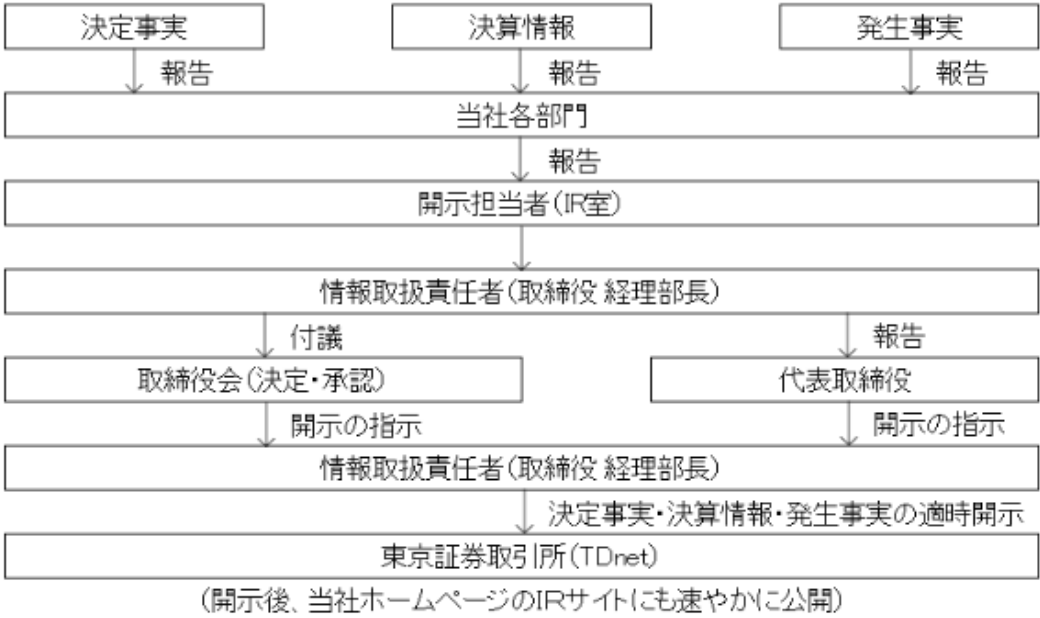 決定事実
決算情報
発生事実
報告
報告
報告
当社各部門
報告
開示担当者(IR室)
情報取扱責任者(取締役 経理部長)
付議
報告
取締役会(決定・承認)
代表取締役
開示の指示
開示の指示
情報取扱責任者(取締役 経理部長)
決定事実・決算情報・発生事実の適時開示
東京証券取引所(TDnet)
(開示後、当社ホームページのIRサイトにも速やかに公開)